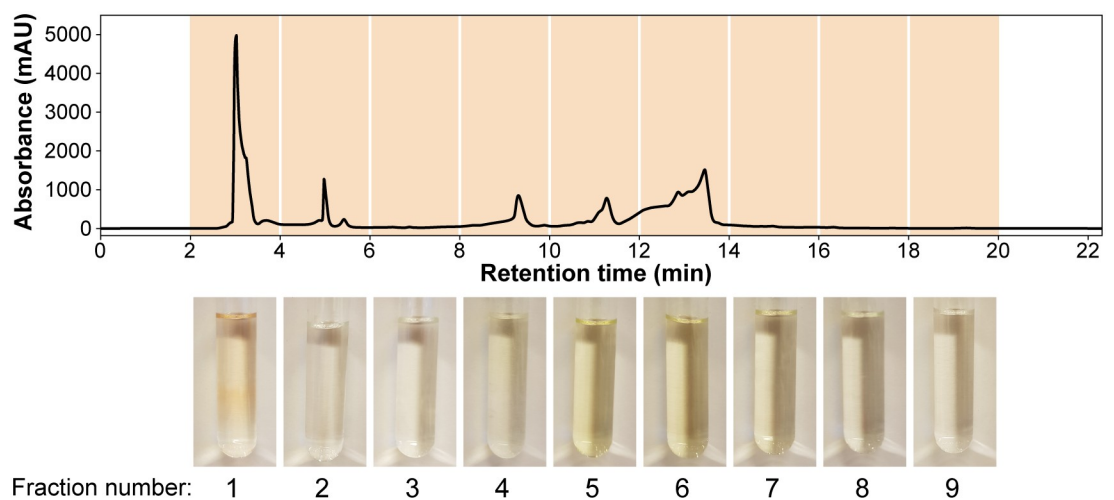 Absorbance (mAU)
5000
4000
3000
2000
1000
0
0 2 4 6 8 10 12 14 16 18 20 22
Retention time (min)
Fraction number: 1 2 3 4 5 6 7 8 9